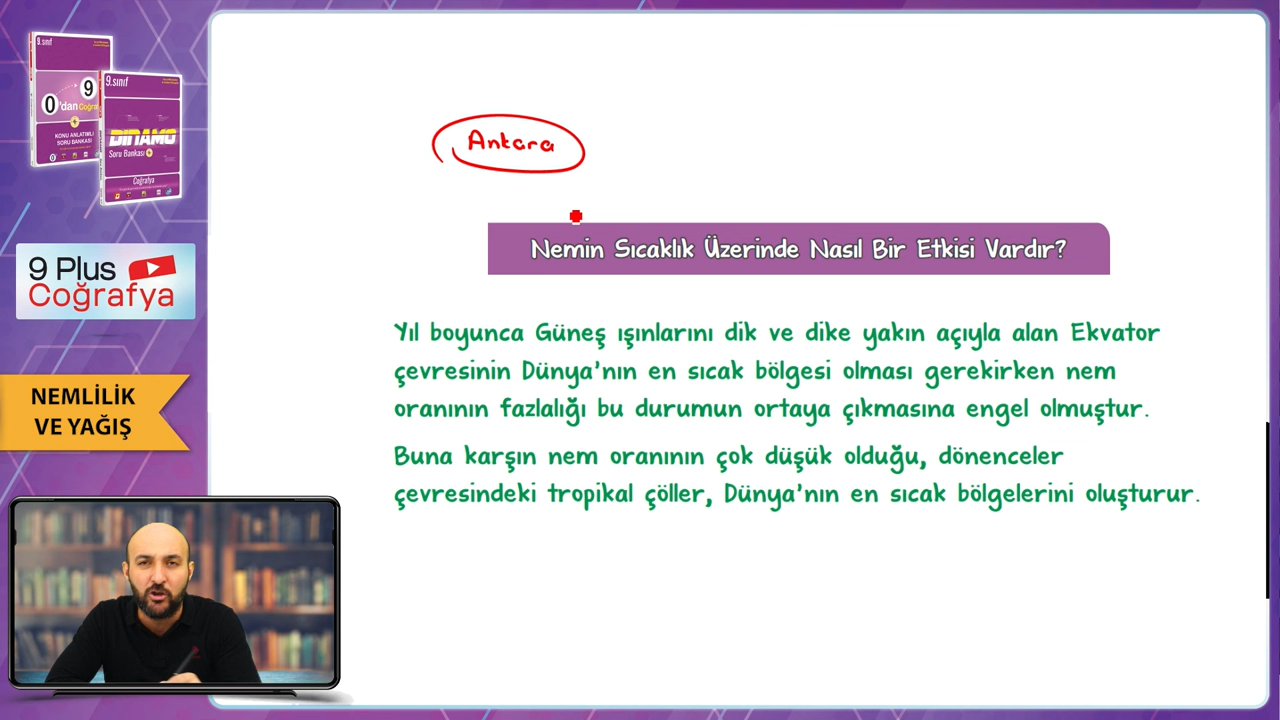 9.sınıf
0'dan
9
Coğrafya
KONU ANLATIMLI
SORU BANKASI
9.sınıf
DİNAMO
Soru Bankası
Coğrafya
9 Plus
Coğrafya
NEMLİLİK
VE YAĞIŞ
Ankara
Nemin Sıcaklık Üzerinde Nasıl Bir Etkisi Vardır?
Yıl boyunca Güneş ışınlarını dik ve dike yakın açıyla alan Ekvator
çevresinin Dünya'nın en sıcak bölgesi olması gerekirken nem
oranının fazlalığı bu durumun ortaya çıkmasına engel olmuştur.
Buna karşın nem oranının çok düşük olduğu, dönenceler
çevresindeki tropikal çöller, Dünya'nın en sıcak bölgelerini oluşturur.